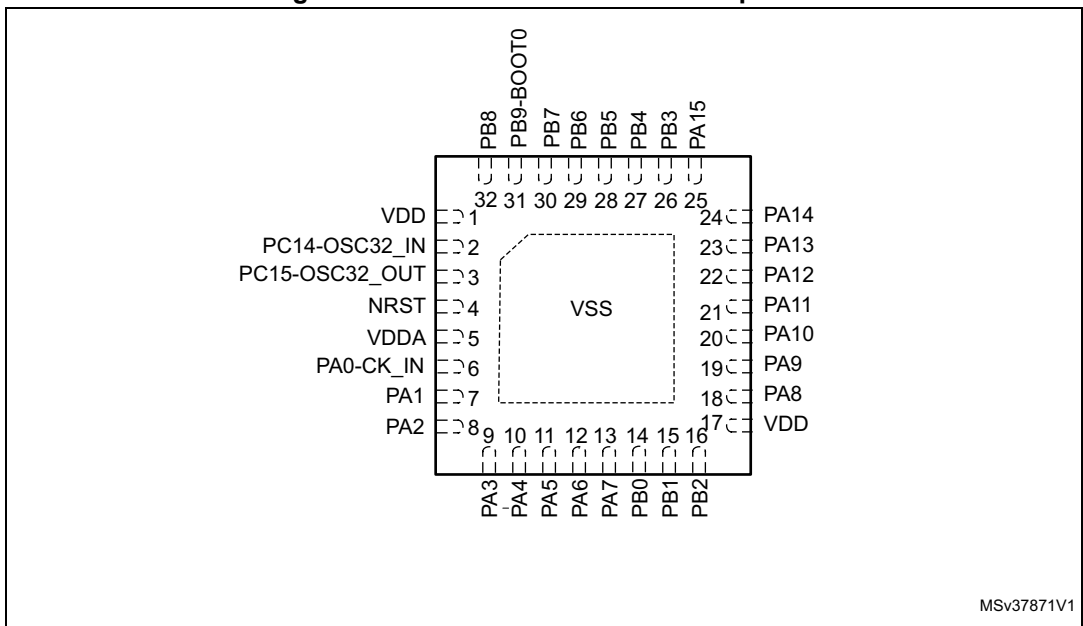 PB8
PB9-BOOT0
PB7
PB6
PB5
PB4
PB3
PA15
32 31 30 29 28 27 26 25
VDD 1
PC14-OSC32_IN 2
PC15-OSC32_OUT 3
NRST 4
VDDA 5
PA0-CK_IN 6
PA1 7
PA2 8
VSS
24 PA14
23 PA13
22 PA12
21 PA11
20 PA10
19 PA9
18 PA8
17 VDD
9 10 11 12 13 14 15 16
PA3
PA4
PA5
PA6
PA7
PB0
PB1
PB2
MSv37871V1